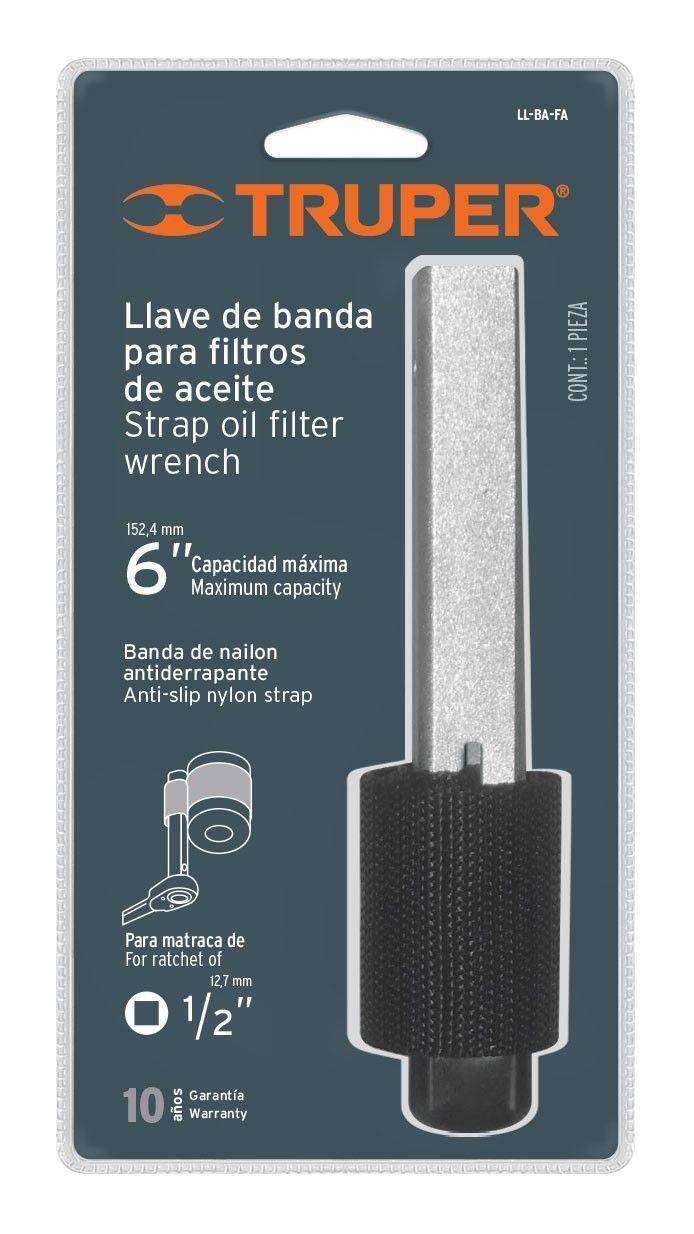 LL-BA-FA
TRUPER®
Llave de banda
para filtros
de aceite
Strap oil filter
wrench
CONT.: 1 PIEZA
152,4 mm
6" Capacidad máxima
Maximum capacity
Banda de nailon
antiderrapante
Anti-slip nylon strap
Para matraca de
For ratchet of
12,7 mm
1/2"
10 años Garantía
Warranty